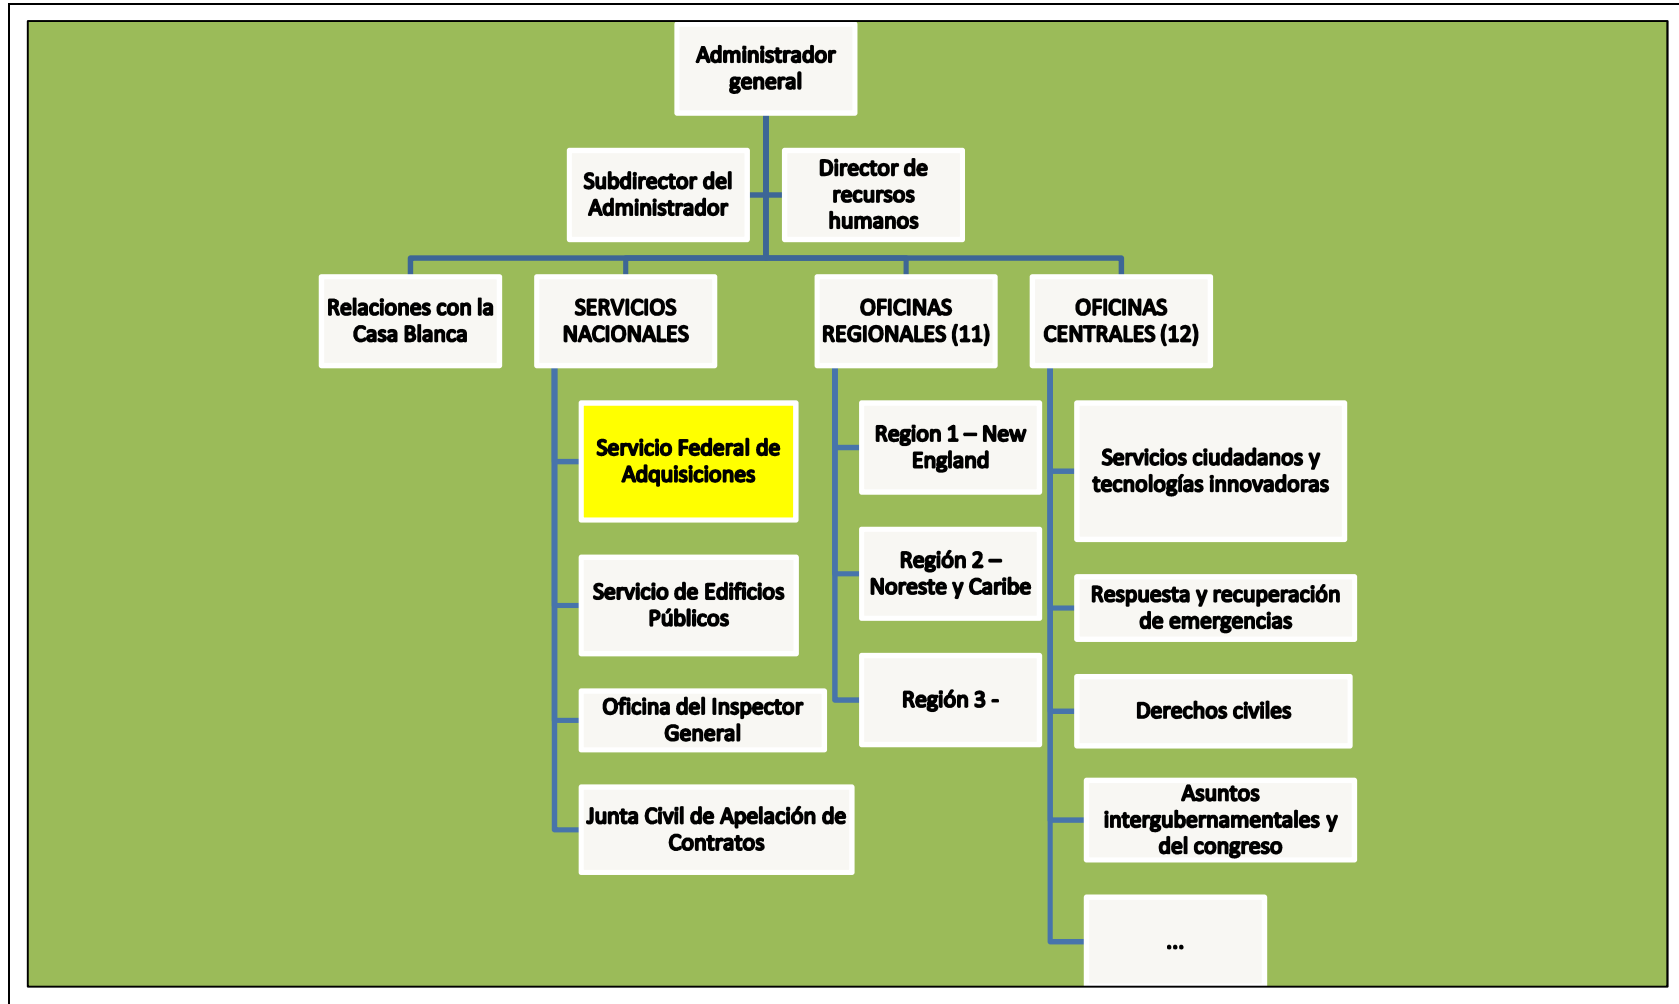 Administrador
general
Subdirector del
Administrador
Director de
recursos
humanos
Relaciones con la
Casa Blanca
SERVICIOS
NACIONALES
OFICINAS
REGIONALES (11)
OFICINAS
CENTRALES (12)
Servicio Federal de
Adquisiciones
Servicio de Edificios
Públicos
Oficina del Inspector
General
Junta Civil de Apelación de
Contratos
Region 1 – New
England
Región 2 –
Noreste y Caribe
Región 3 -
Servicios ciudadanos y
tecnologías innovadoras
Respuesta y recuperación
de emergencias
Derechos civiles
Asuntos
intergubernamentales y
del congreso
...